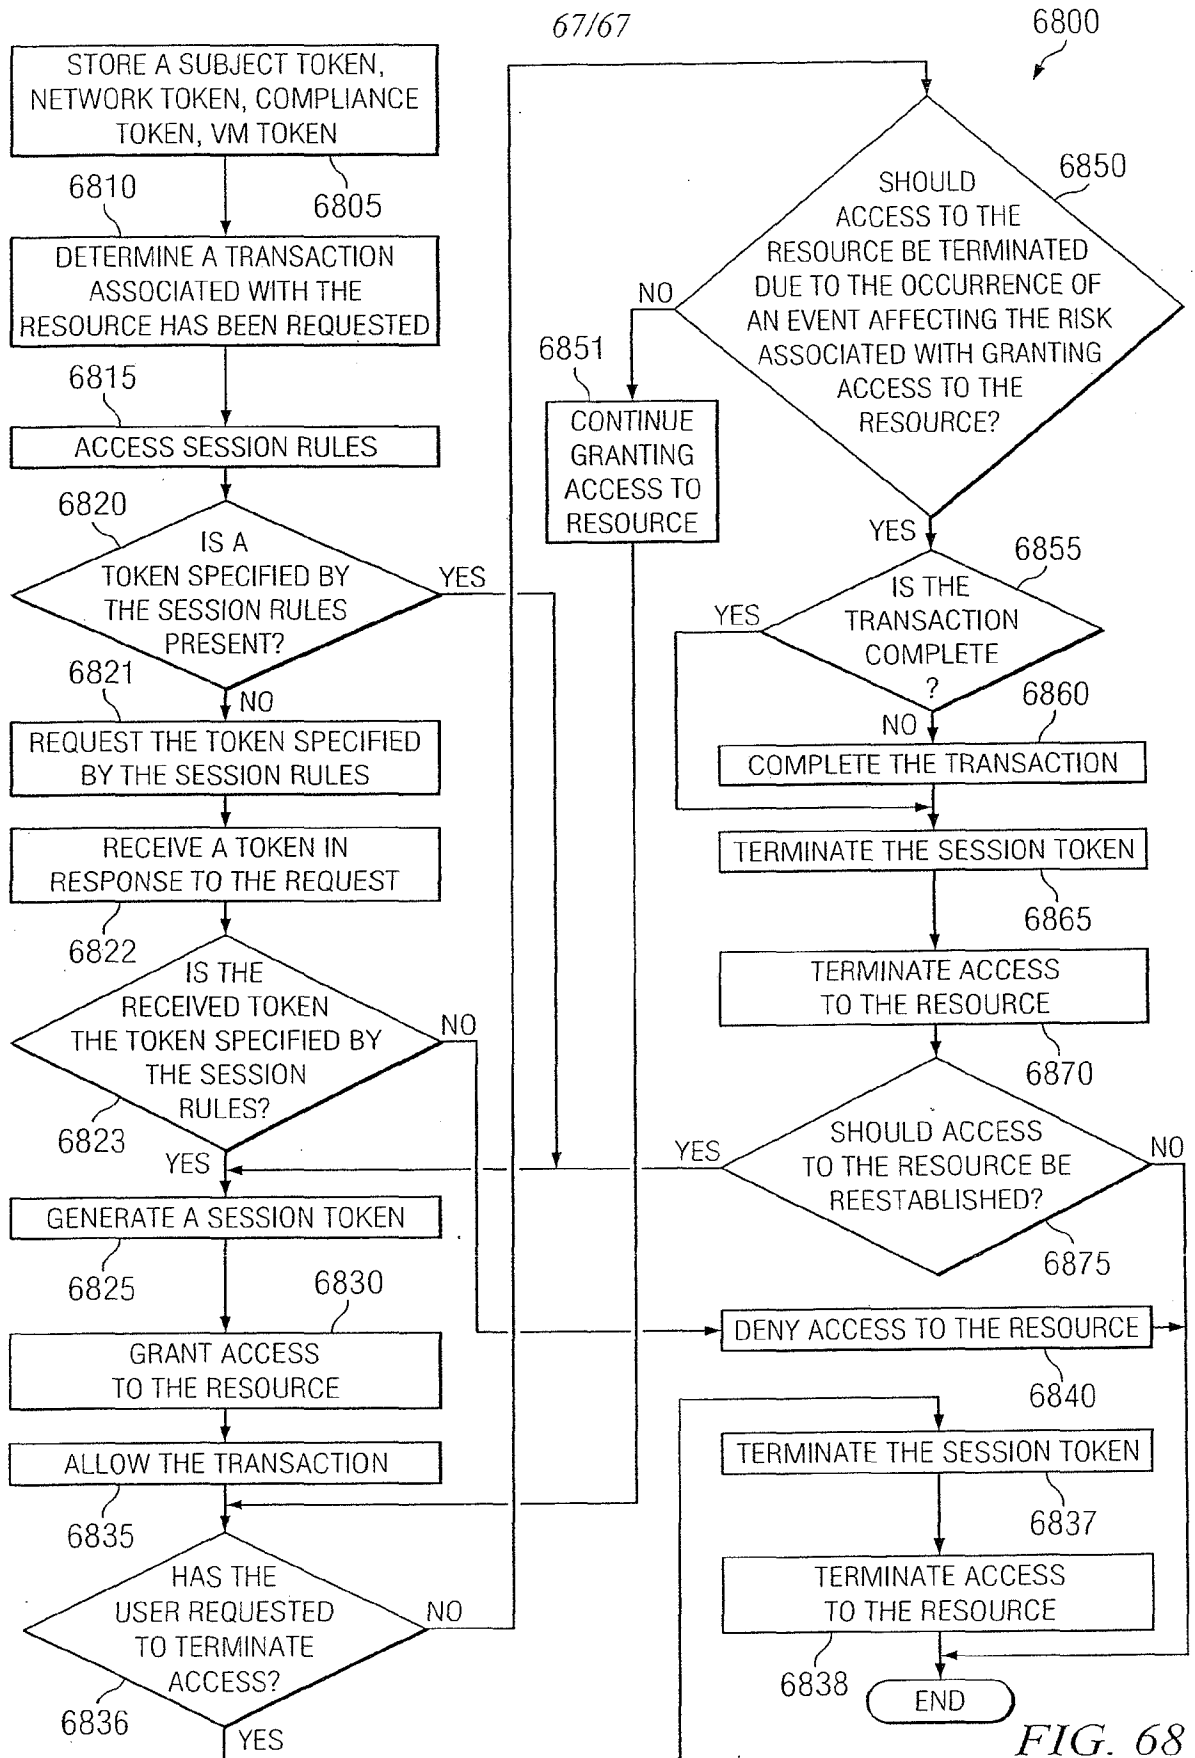 67/67
6800
STORE A SUBJECT TOKEN,
NETWORK TOKEN, COMPLIANCE
TOKEN, VM TOKEN
6805
6810
DETERMINE A TRANSACTION
ASSOCIATED WITH THE
RESOURCE HAS BEEN REQUESTED
6815
ACCESS SESSION RULES
6820
IS A
TOKEN SPECIFIED BY
THE SESSION RULES
PRESENT?
YES
6821
NO
REQUEST THE TOKEN SPECIFIED
BY THE SESSION RULES
RECEIVE A TOKEN IN
RESPONSE TO THE REQUEST
6822
IS THE
RECEIVED TOKEN
THE TOKEN SPECIFIED BY
THE SESSION
RULES?
NO
6823
YES
GENERATE A SESSION TOKEN
6825
6830
GRANT ACCESS
TO THE RESOURCE
ALLOW THE TRANSACTION
6835
HAS THE
USER REQUESTED
TO TERMINATE
ACCESS?
NO
6836
YES
6850
SHOULD
ACCESS TO THE
RESOURCE BE TERMINATED
DUE TO THE OCCURRENCE OF
AN EVENT AFFECTING THE RISK
ASSOCIATED WITH GRANTING
ACCESS TO THE
RESOURCE?
NO
6851
CONTINUE
GRANTING
ACCESS TO
RESOURCE
YES
6855
IS THE
TRANSACTION
COMPLETE
?
YES
NO
6860
COMPLETE THE TRANSACTION
TERMINATE THE SESSION TOKEN
6865
TERMINATE ACCESS
TO THE RESOURCE
6870
SHOULD ACCESS
TO THE RESOURCE BE
REESTABLISHED?
YES
NO
6875
DENY ACCESS TO THE RESOURCE
6840
TERMINATE THE SESSION TOKEN
6837
TERMINATE ACCESS
TO THE RESOURCE
6838
END
FIG. 68